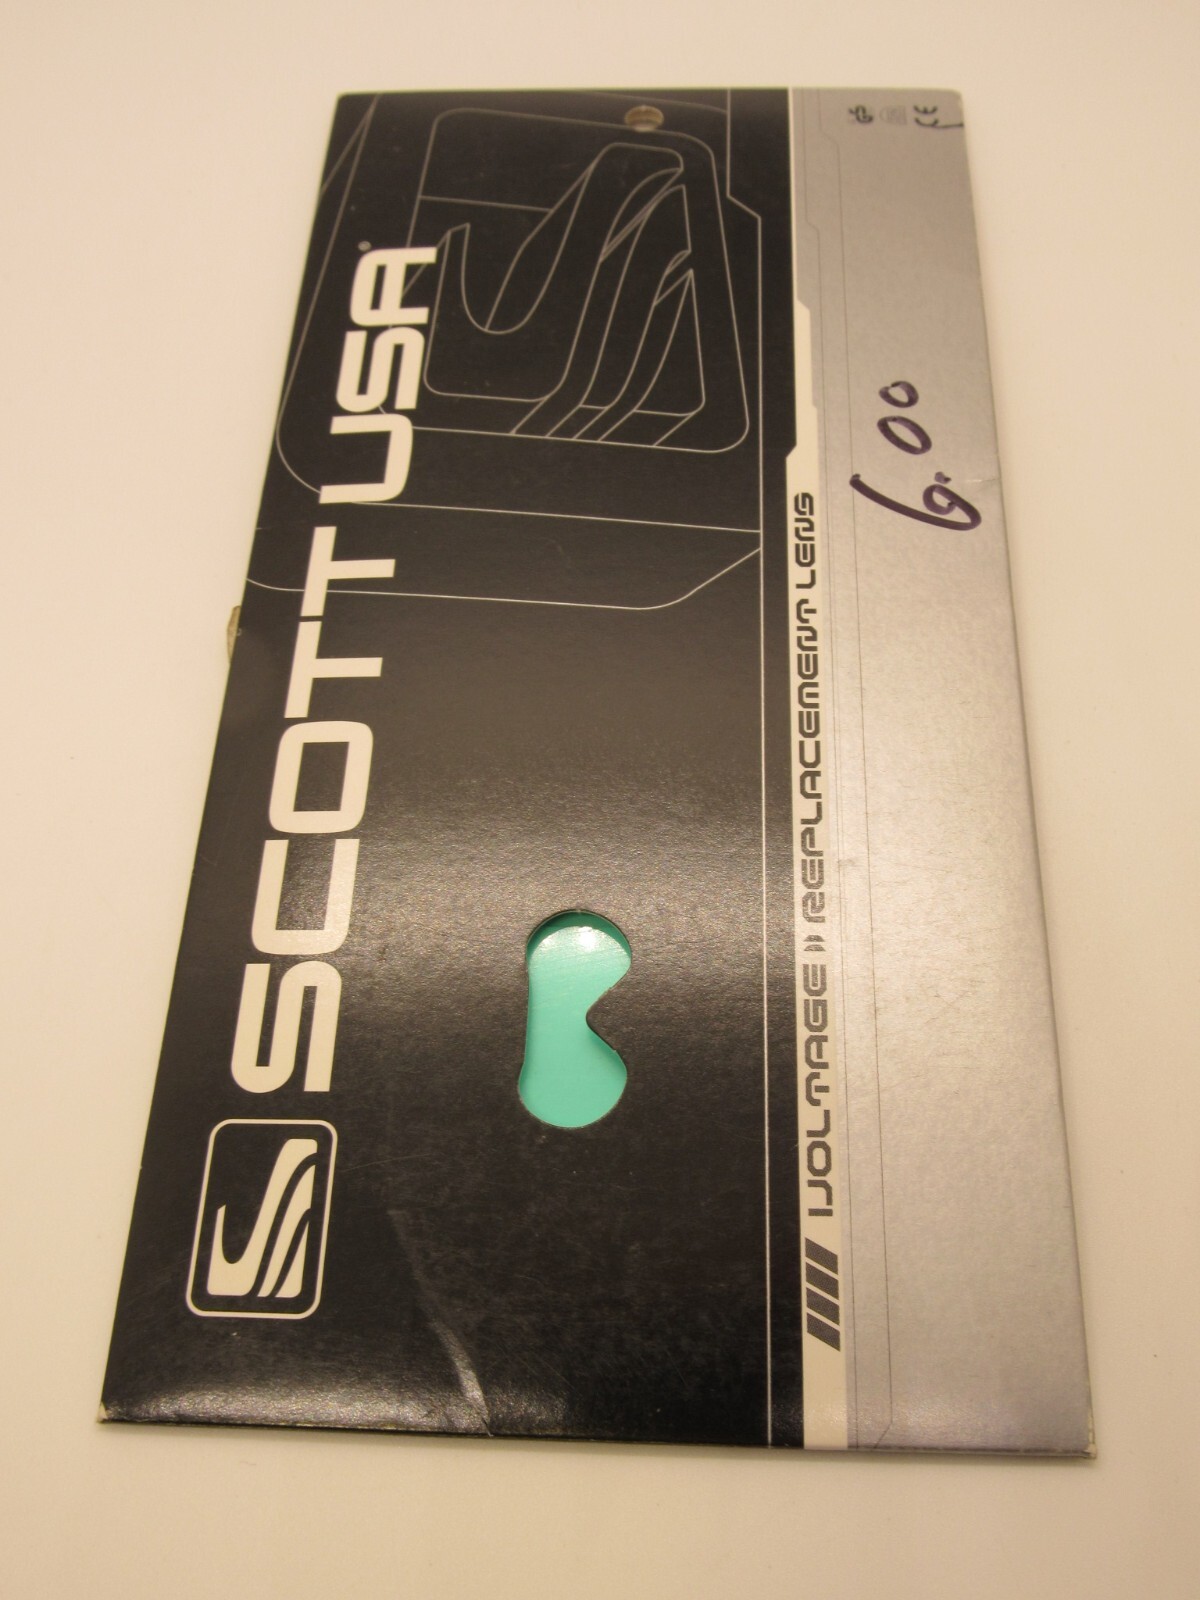 SCOTT USA®
VOLTAGE » REPLACEMENT LENS
6.00
CE